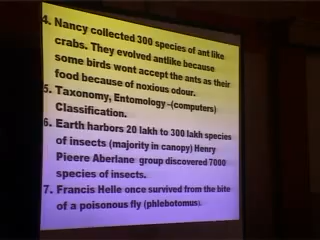 4. Nancy collected 300 species of ant like
crabs. They evolved antlike because
some birds wont accept the ants as their
food because of noxious odour.
5. Taxonomy, Entomology -(computers)
Classification.
6. Earth harbors 20 lakh to 300 lakh species
of insects (majority in canopy) Henry
Pieere Aberlane group discovered 7000
species of insects.
7. Francis Helle once survived from the bite
of a poisonous fly (phlebotomus).